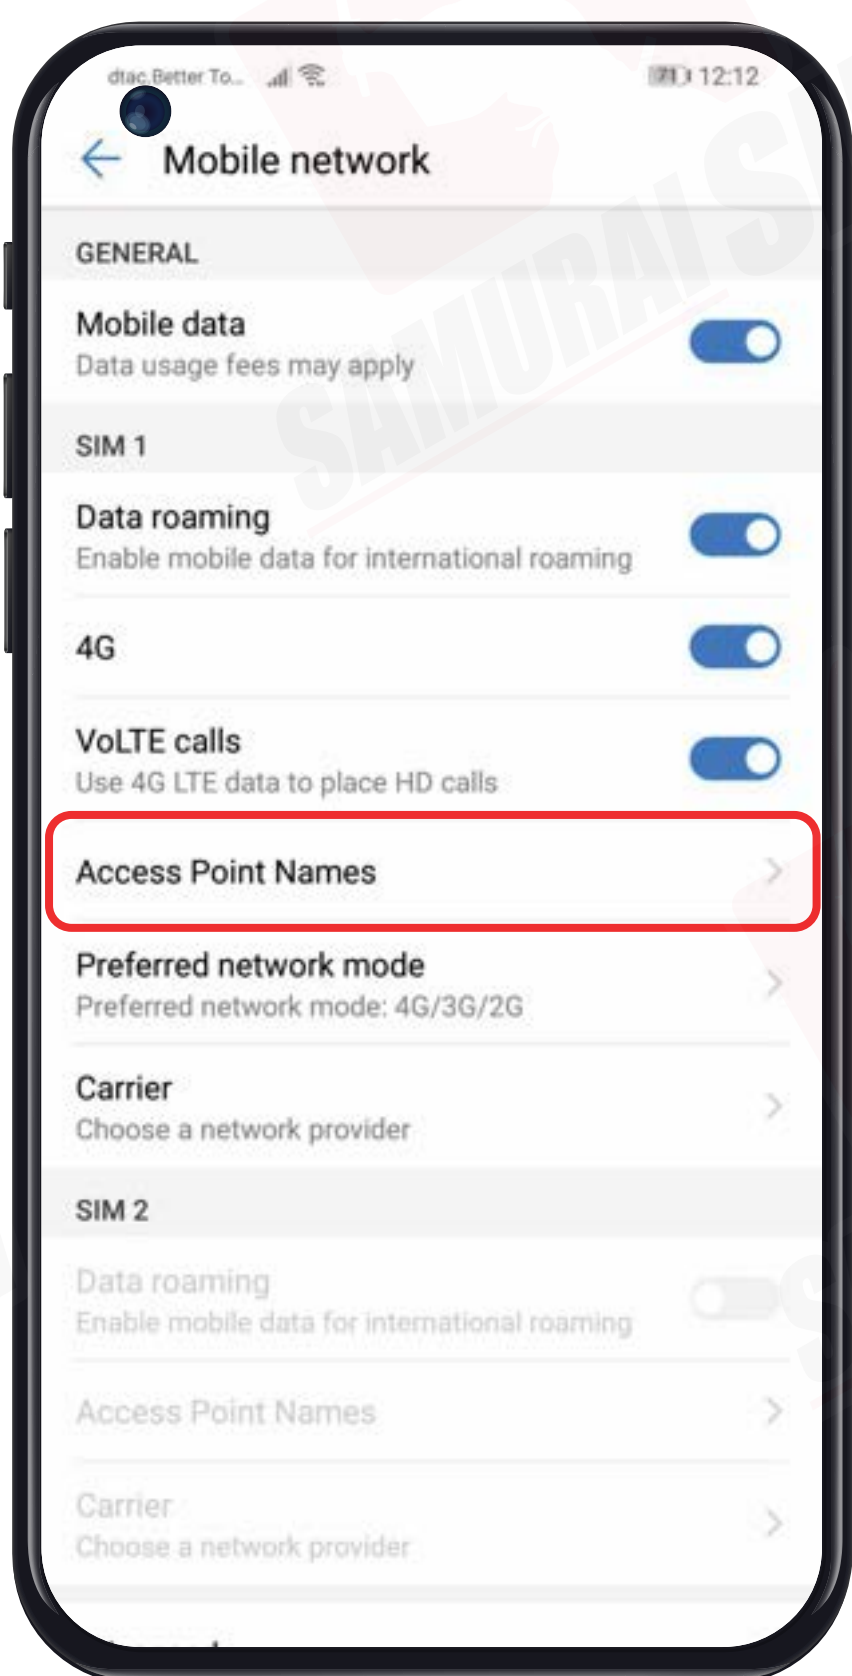 dtac.Better To... 71 12:12
Mobile network
GENERAL
Mobile data
Data usage fees may apply
SIM 1
Data roaming
Enable mobile data for international roaming
4G
VoLTE calls
Use 4G LTE data to place HD calls
Access Point Names
Preferred network mode
Preferred network mode: 4G/3G/2G
Carrier
Choose a network provider
SIM 2
Data roaming
Enable mobile data for international roaming
Access Point Names
Carrier
Choose a network provider
SAMURAI S